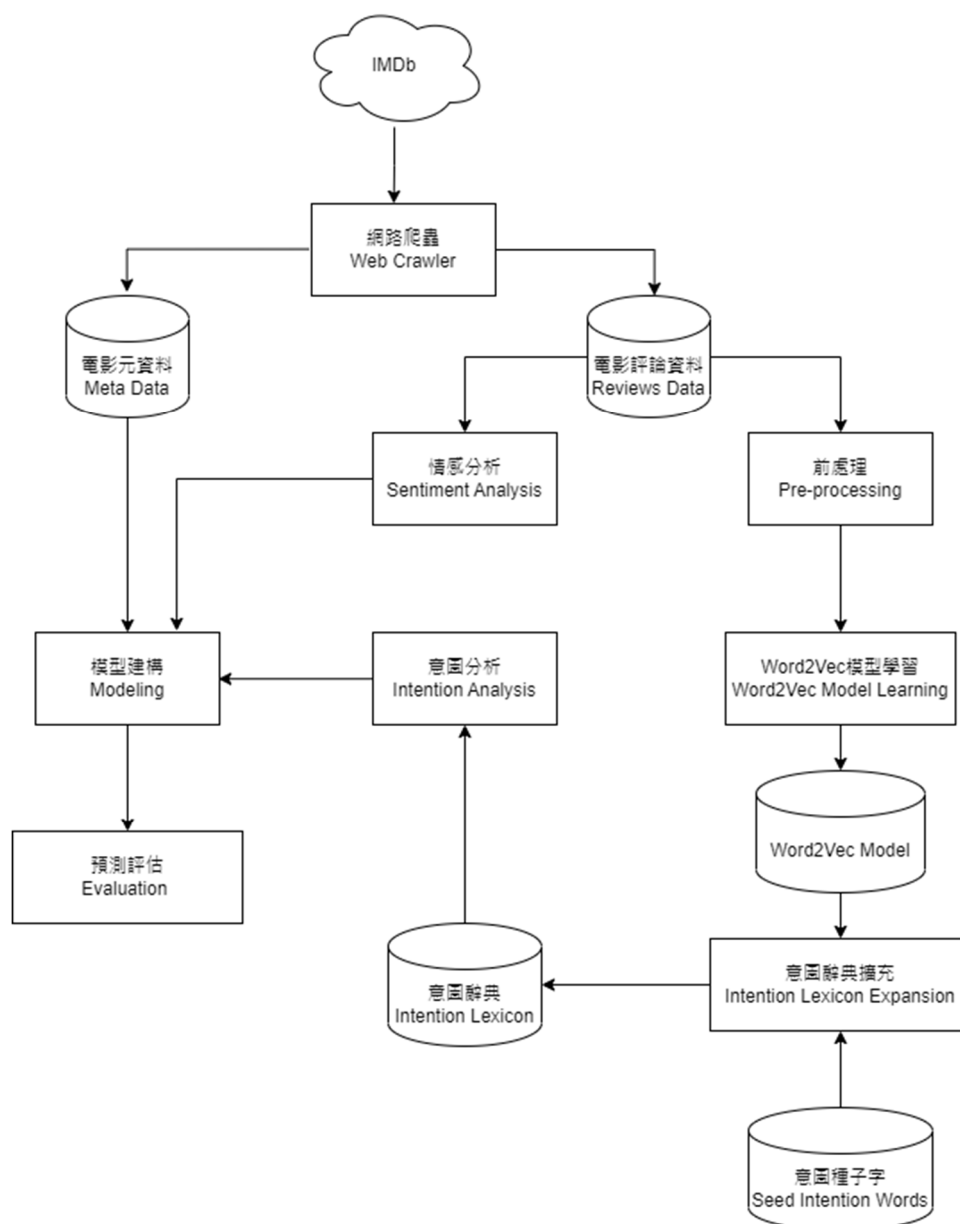 IMDb
網路爬蟲
Web Crawler
電影元資料
Meta Data
電影評論資料
Reviews Data
情感分析
Sentiment Analysis
前處理
Pre-processing
模型建構
Modeling
意圖分析
Intention Analysis
Word2Vec模型學習
Word2Vec Model Learning
Word2Vec Model
預測評估
Evaluation
意圖辭典
Intention Lexicon
意圖辭典擴充
Intention Lexicon Expansion
意圖種子字
Seed Intention Words